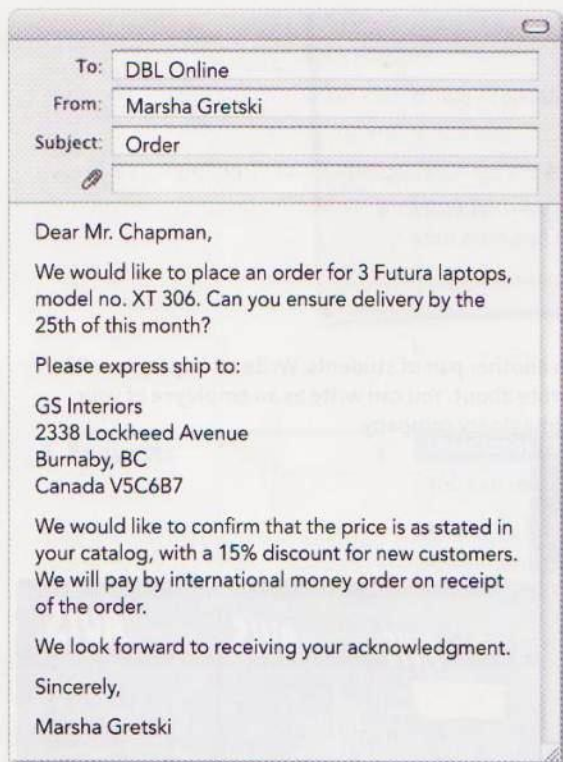 To: DBL Online
From: Marsha Gretski
Subject: Order
Dear Mr. Chapman,
We would like to place an order for 3 Futura laptops,
model no. XT 306. Can you ensure delivery by the
25th of this month?
Please express ship to:
GS Interiors
2338 Lockheed Avenue
Burnaby, BC
Canada V5C6B7
We would like to confirm that the price is as stated in
your catalog, with a 15% discount for new customers.
We will pay by international money order on receipt
of the order.
We look forward to receiving your acknowledgment.
Sincerely,
Marsha Gretski